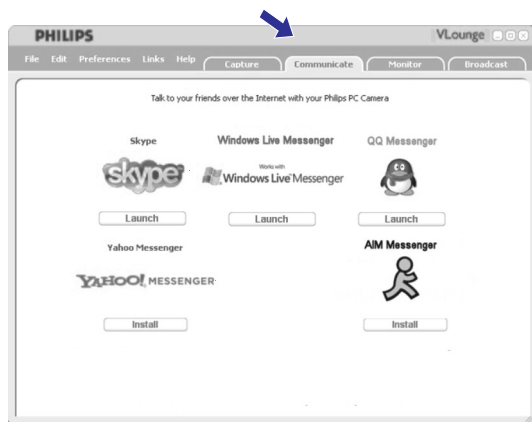 PHILIPS VLounge
File Edit Preferences Links Help Capture Communicate Monitor Broadcast
Talk to your friends over the Internet with your Philips PC Camera
Skype Windows Live Messenger QQ Messenger
skype Works with
Windows Live Messenger
Launch Launch Launch
Yahoo Messenger AIM Messenger
YAHOO! MESSENGER
Install Install